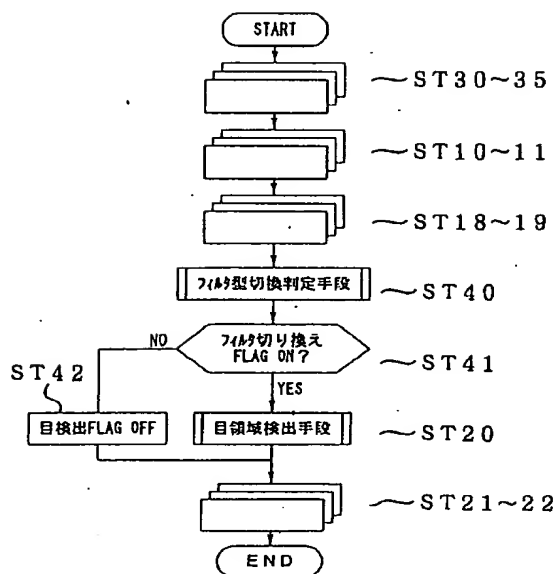 START
ST30~35
ST10~11
ST18~19
フィルタ型切換判定手段
ST40
フィルタ切り換え
FLAG ON?
ST41
NO
YES
ST42
目検出FLAG OFF
目領域検出手段
ST20
ST21~22
END